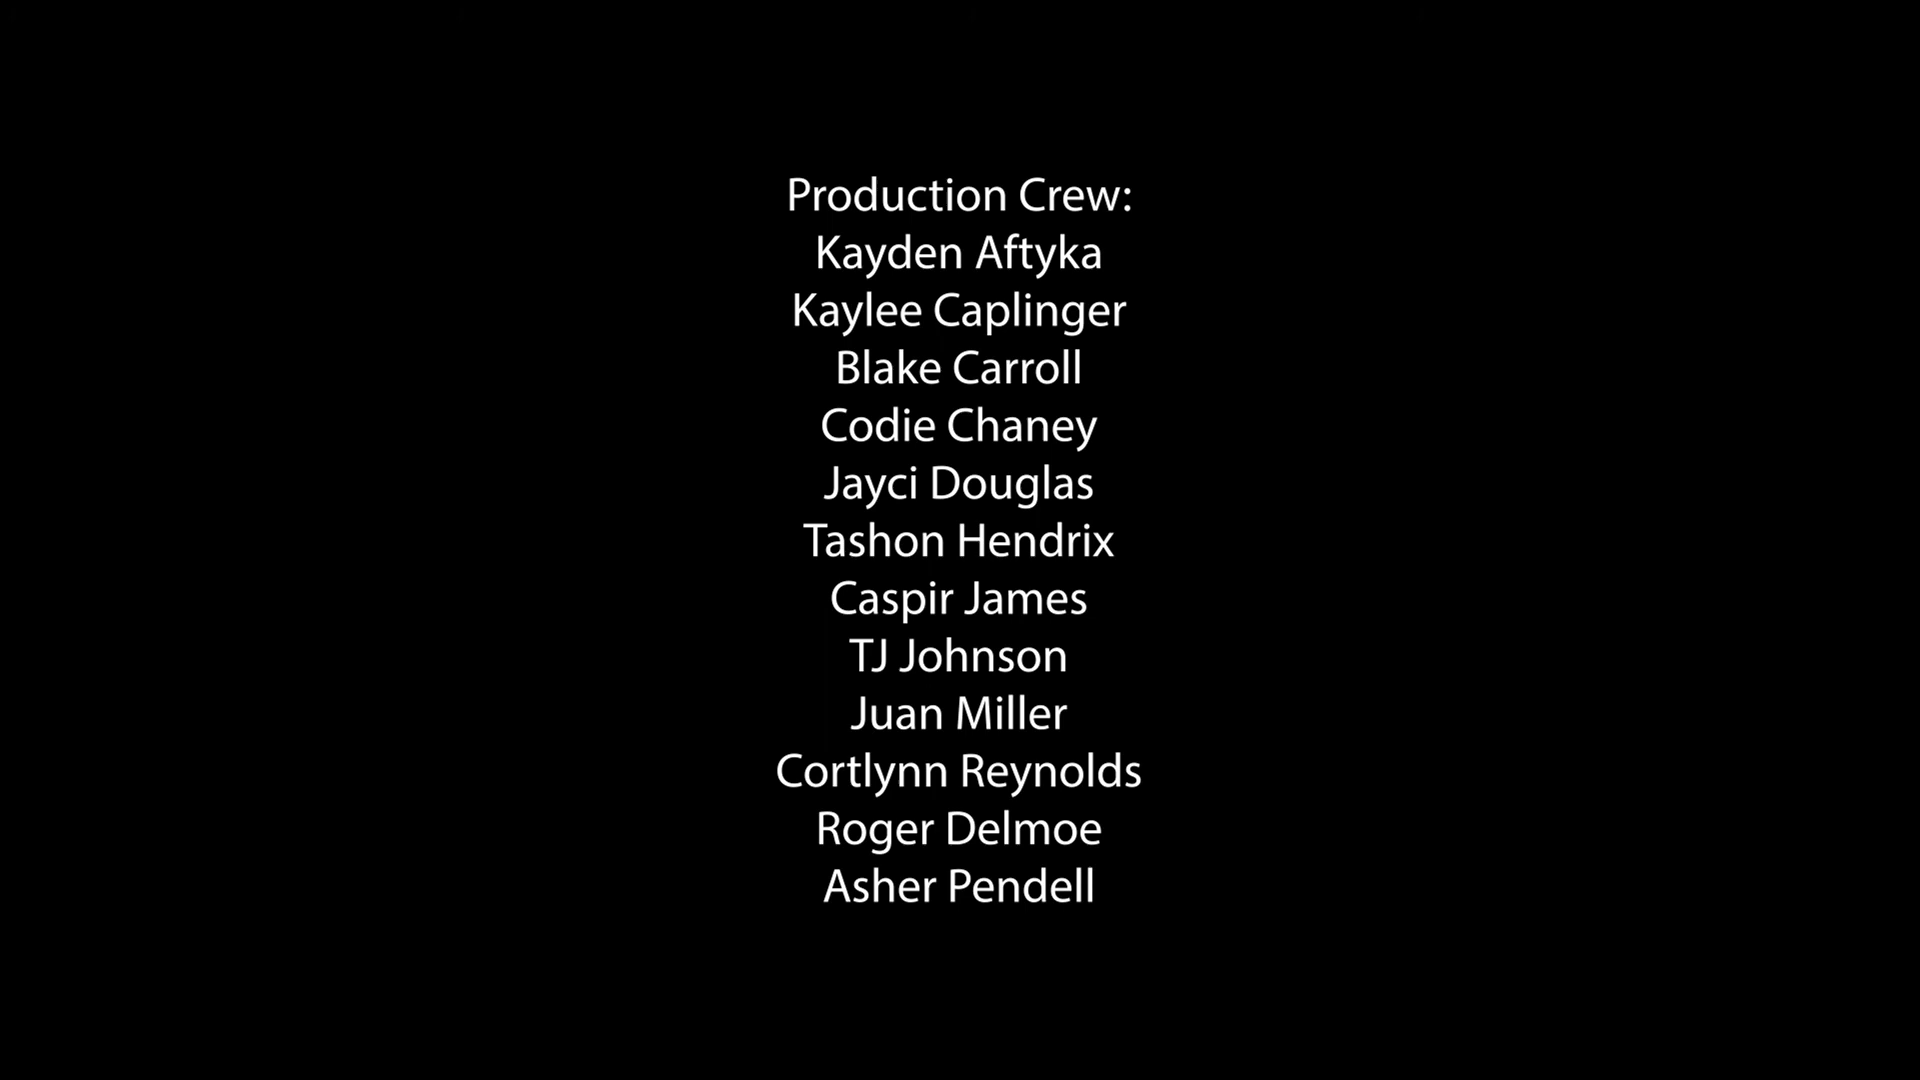 Production Crew:
Kayden Aftyka
Kaylee Caplinger
Blake Carroll
Codie Chaney
Jayci Douglas
Tashon Hendrix
Caspir James
TJ Johnson
Juan Miller
Cortlynn Reynolds
Roger Delmoe
Asher Pendell